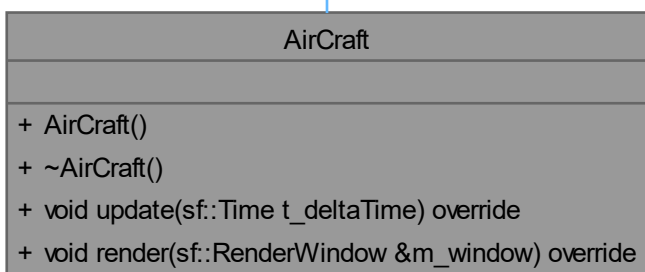 AirCraft
+ AirCraft()
+ ~AirCraft()
+ void update(sf::Time t_deltaTime) override
+ void render(sf::RenderWindow &m_window) override